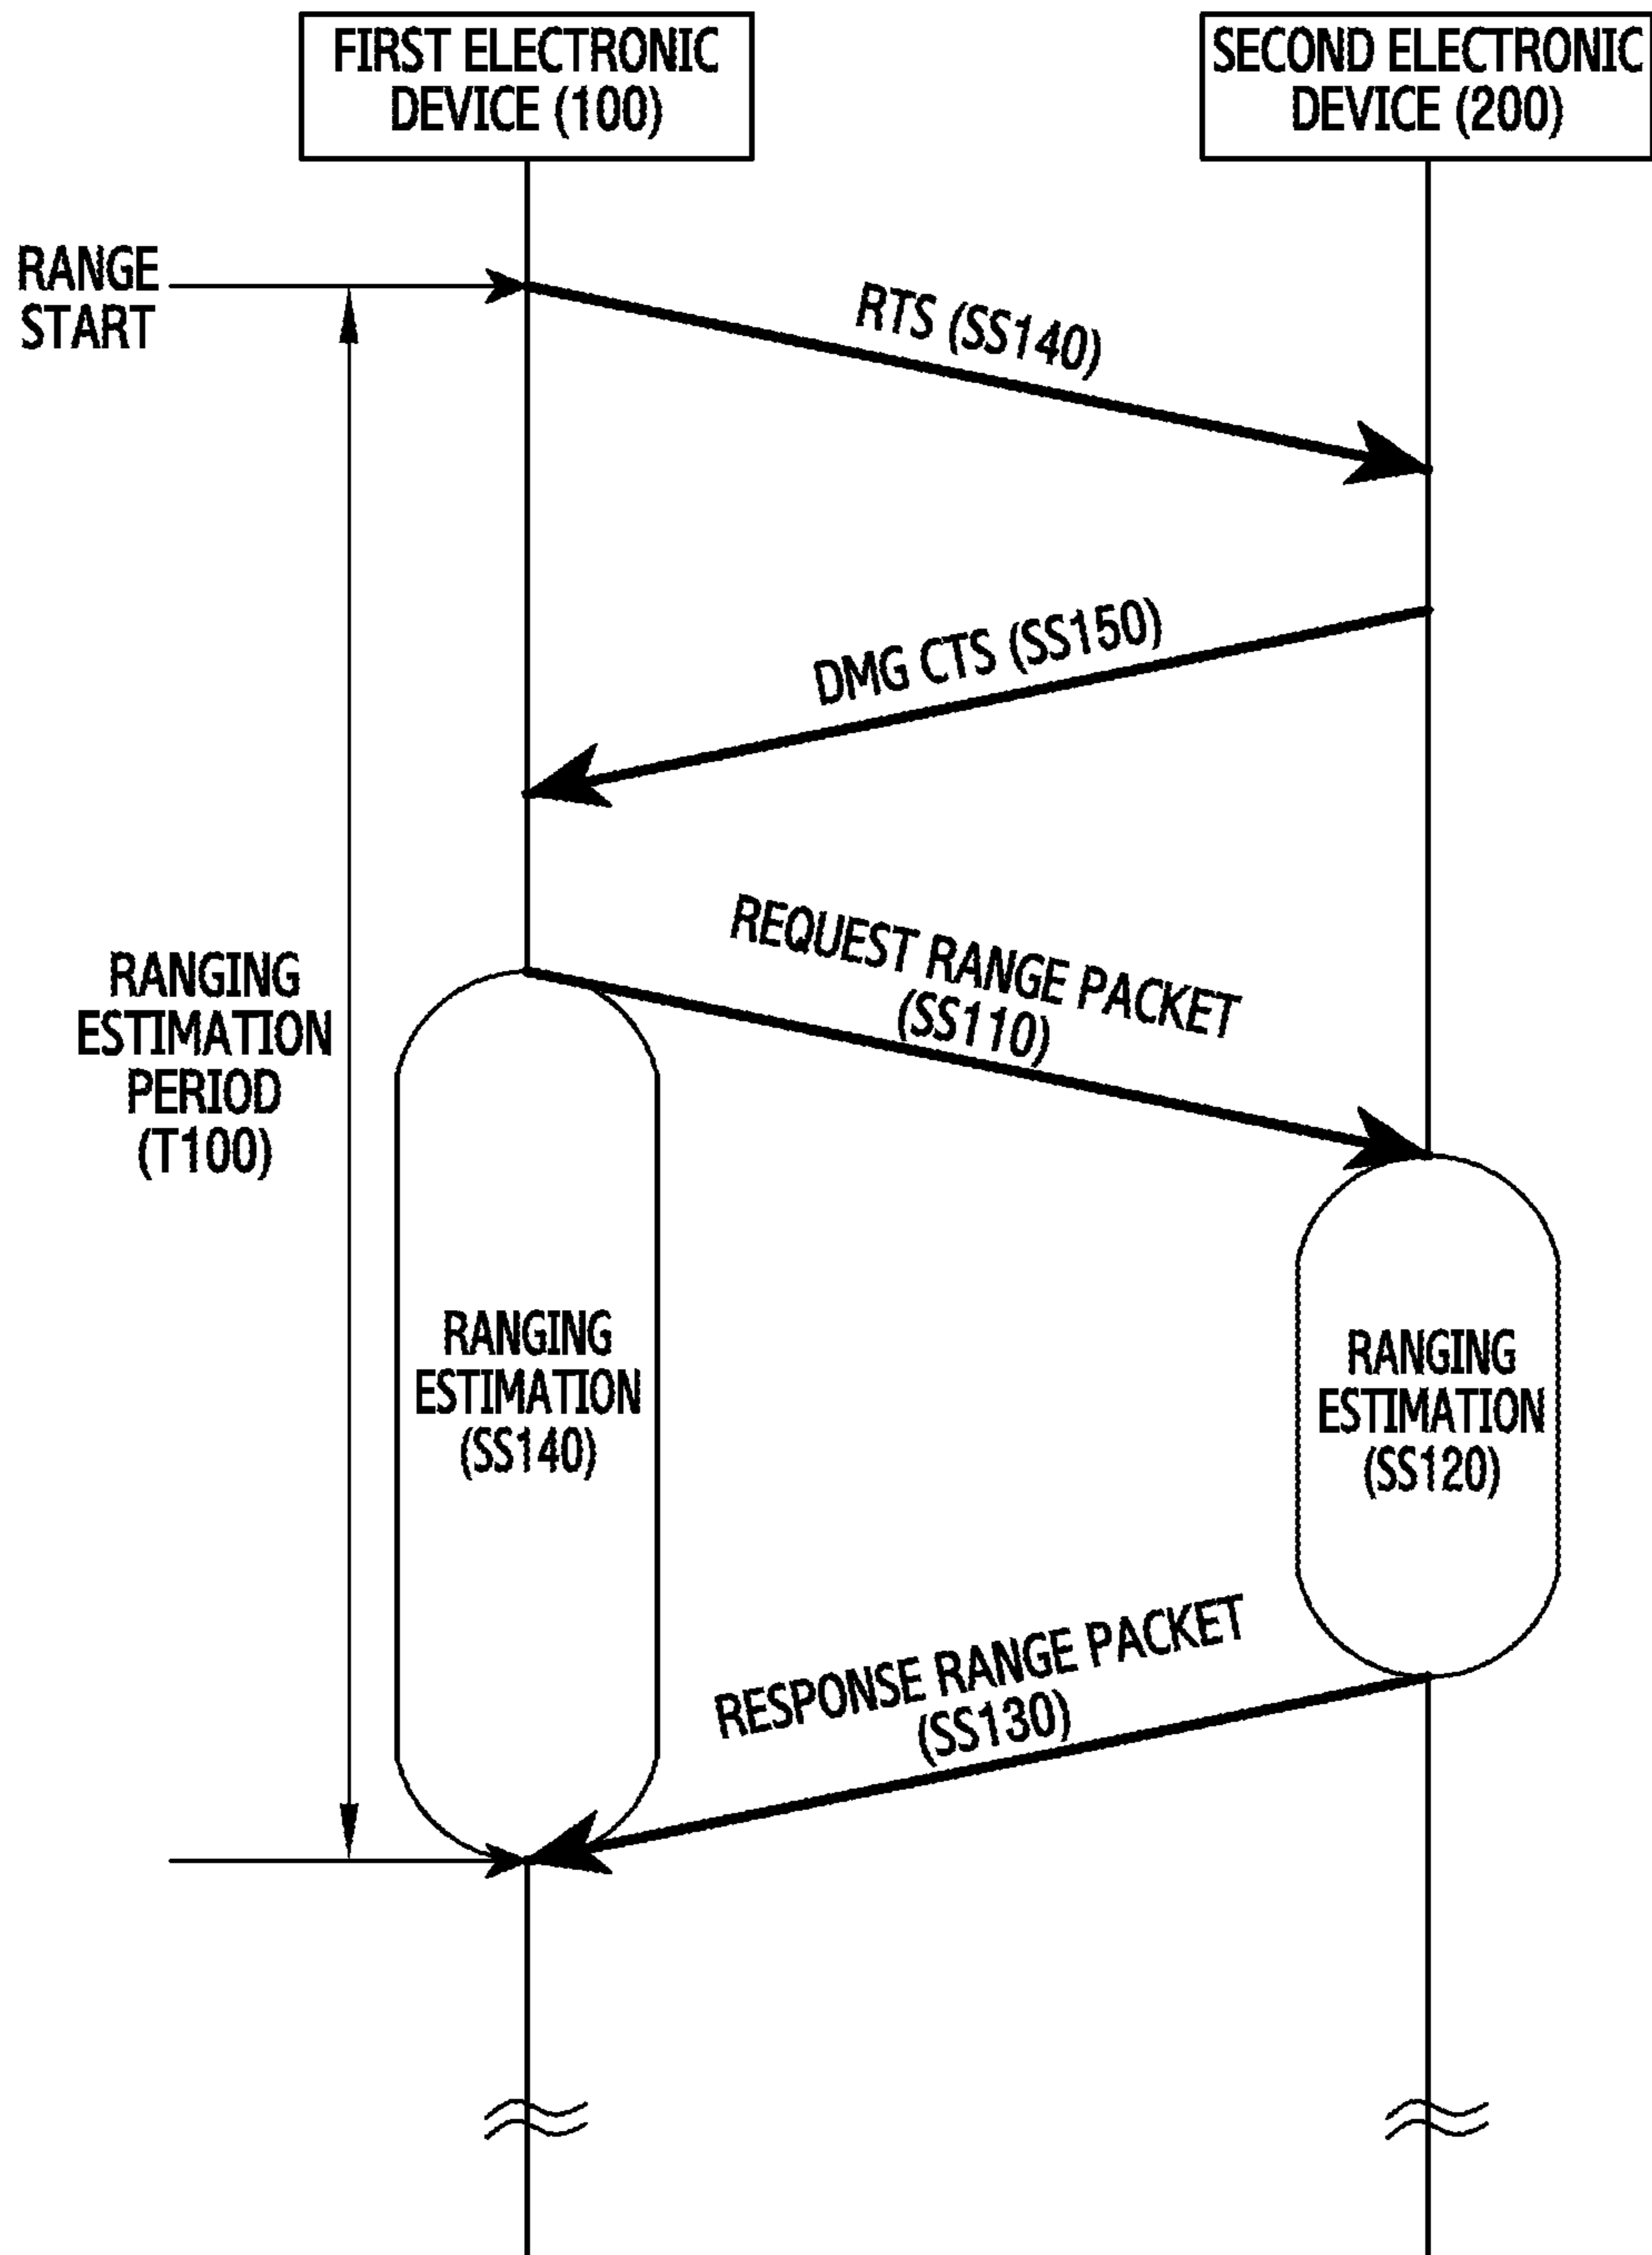 FIRST ELECTRONIC
DEVICE (100)
SECOND ELECTRONIC
DEVICE (200)
RANGE
START
RTS (SS140)
DMG CTS (SS150)
REQUEST RANGE PACKET
(SS110)
RANGING
ESTIMATION
PERIOD
(T100)
RANGING
ESTIMATION
(SS140)
RANGING
ESTIMATION
(SS120)
RESPONSE RANGE PACKET
(SS130)